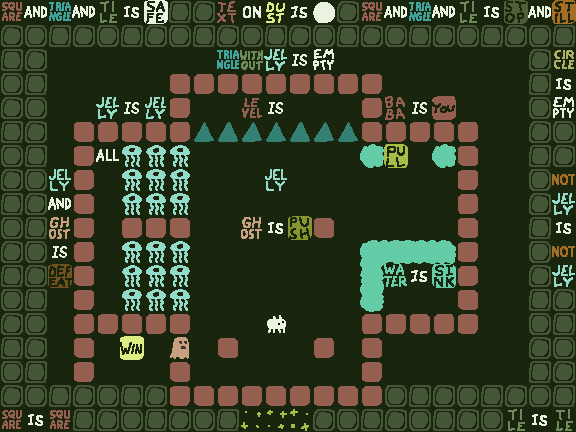 SQUARE AND TRIANGLE AND TILE IS SAFE TEXT ON DUST IS SQUARE AND TRIANGLE AND TILE IS STOP AND STILL
TRIANGLE WITHOUT JELLY IS EMPTY CIRCLE
IS
JELLY IS JELLY LEVEL IS BABA IS YOU EMPTY
ALL PULL
JELLY JELLY NOT
AND JELLY
GHOST GHOST IS PUSH IS
IS NOT
DEFEAT WATER IS SINK JELLY
WIN
SQUARE IS SQUARE TILE IS TILE